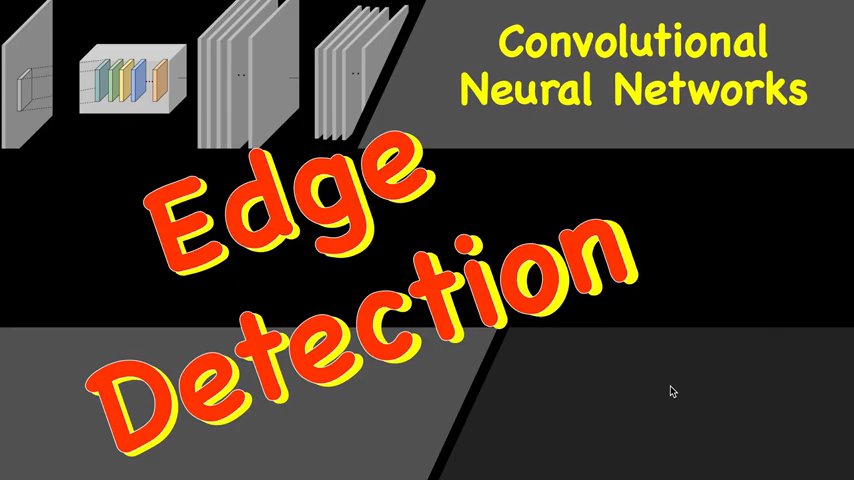 Convolutional
Neural Networks
Edge
Detection